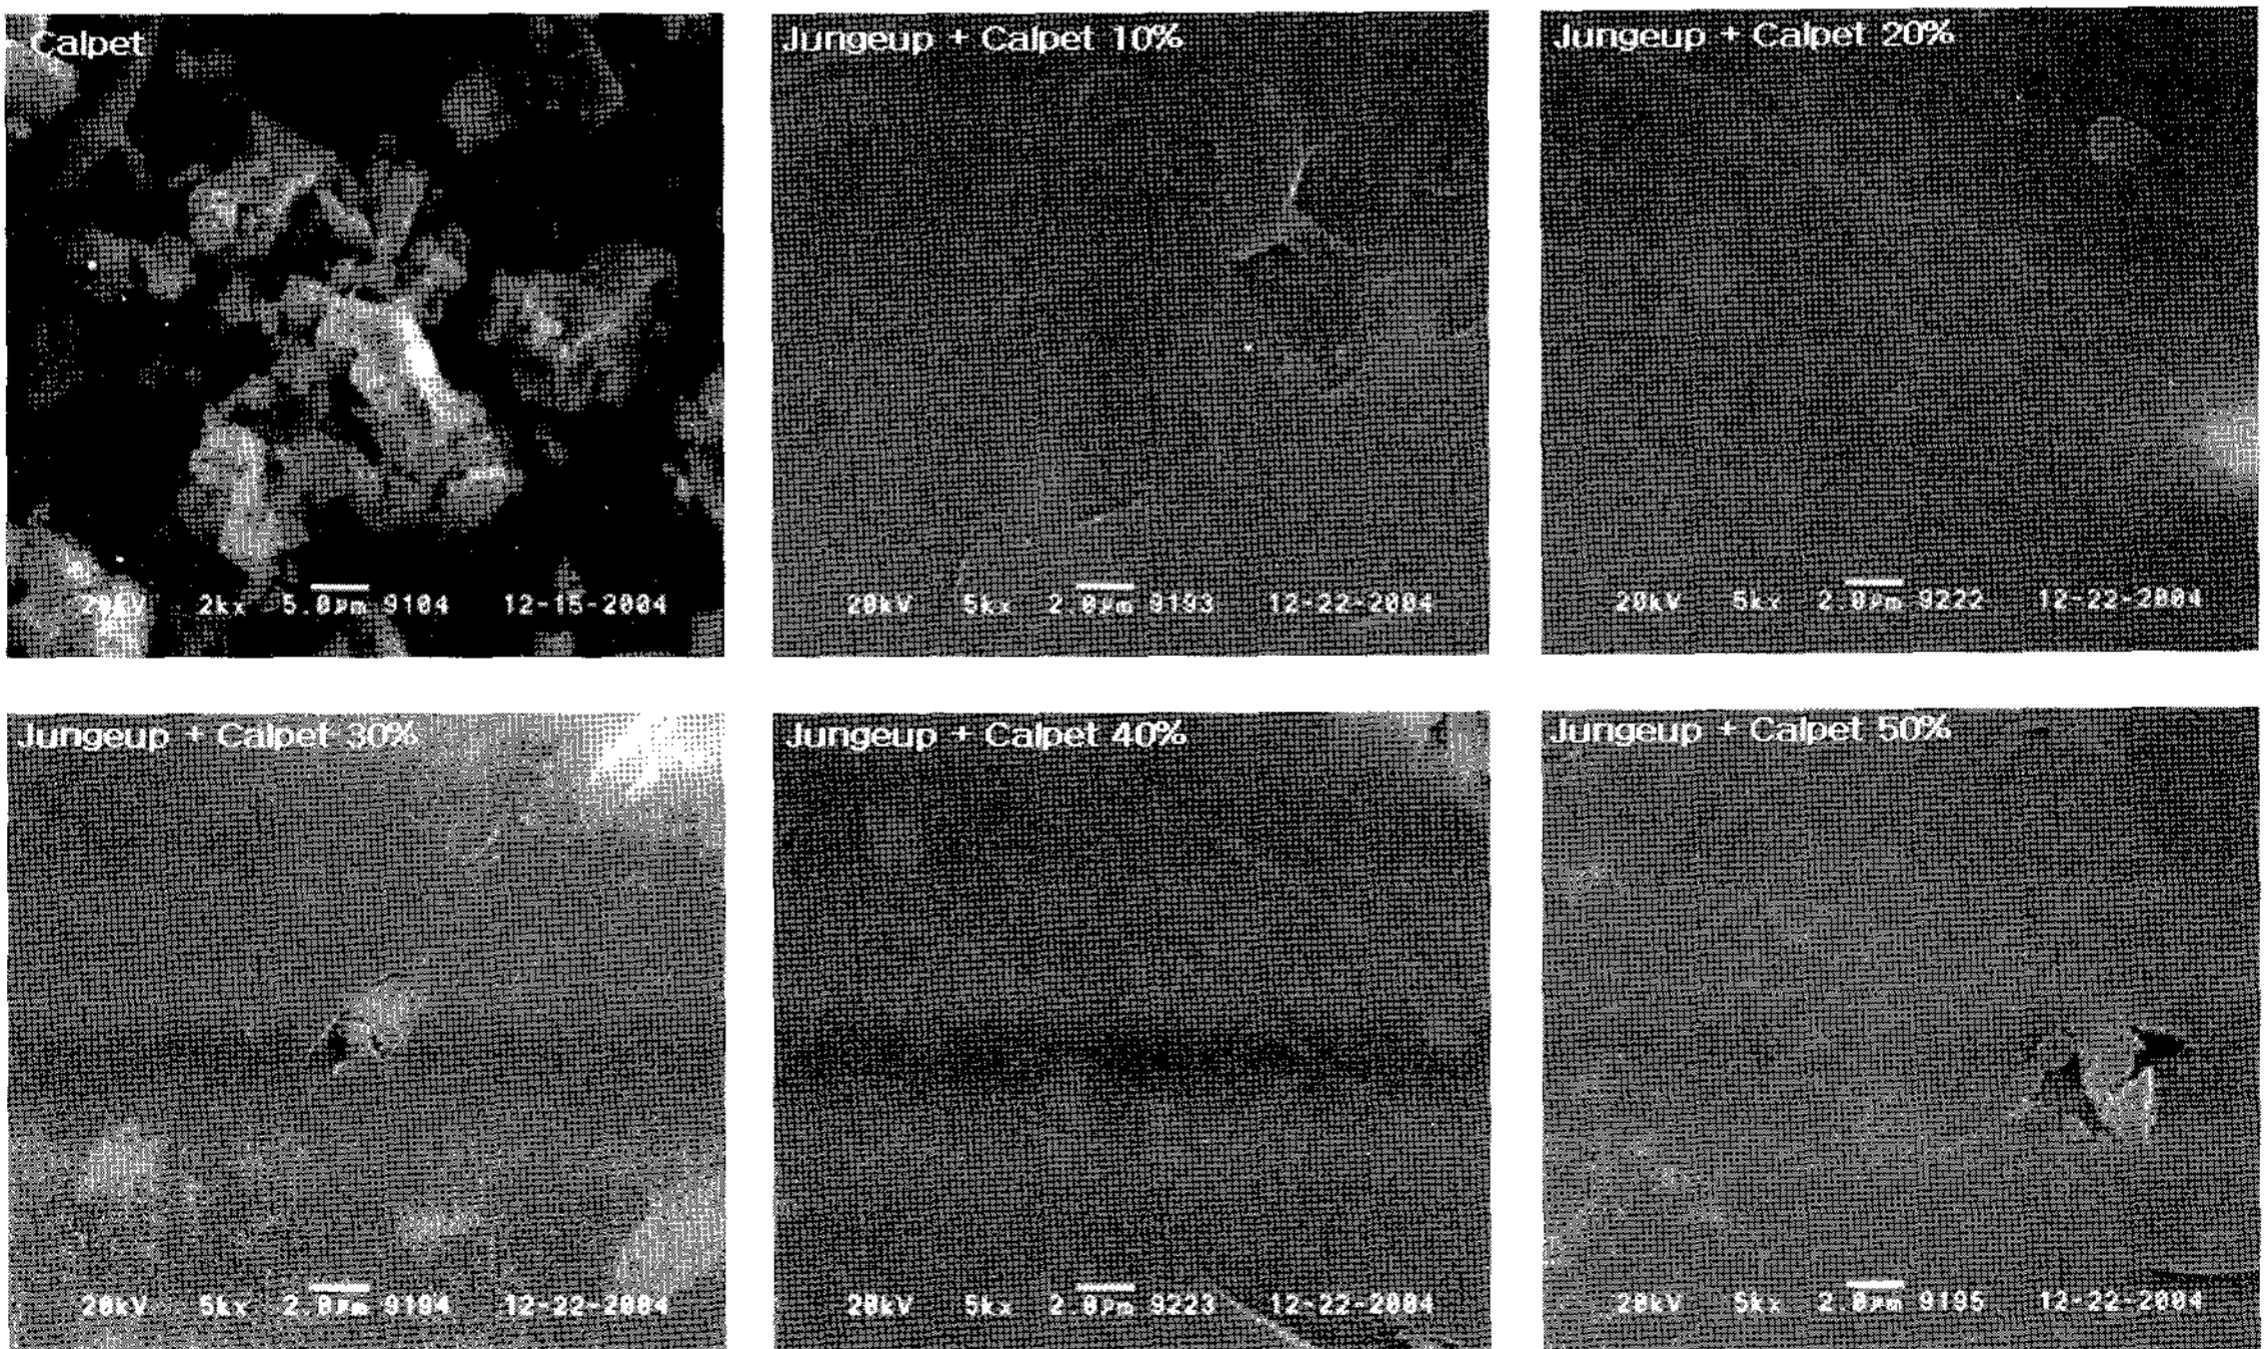 Calpet
20kV 2kx 5.0μm 9104 12-15-2004
Jungeup + Calpet 10%
20kV 5kx 2.0μm 9193 12-22-2004
Jungeup + Calpet 20%
20kV 5kx 2.0μm 9222 12-22-2004
Jungeup + Calpet 30%
20kV 5kx 2.0μm 9194 12-22-2004
Jungeup + Calpet 40%
20kV 5kx 2.0μm 9223 12-22-2004
Jungeup + Calpet 50%
20kV 5kx 2.0μm 9195 12-22-2004